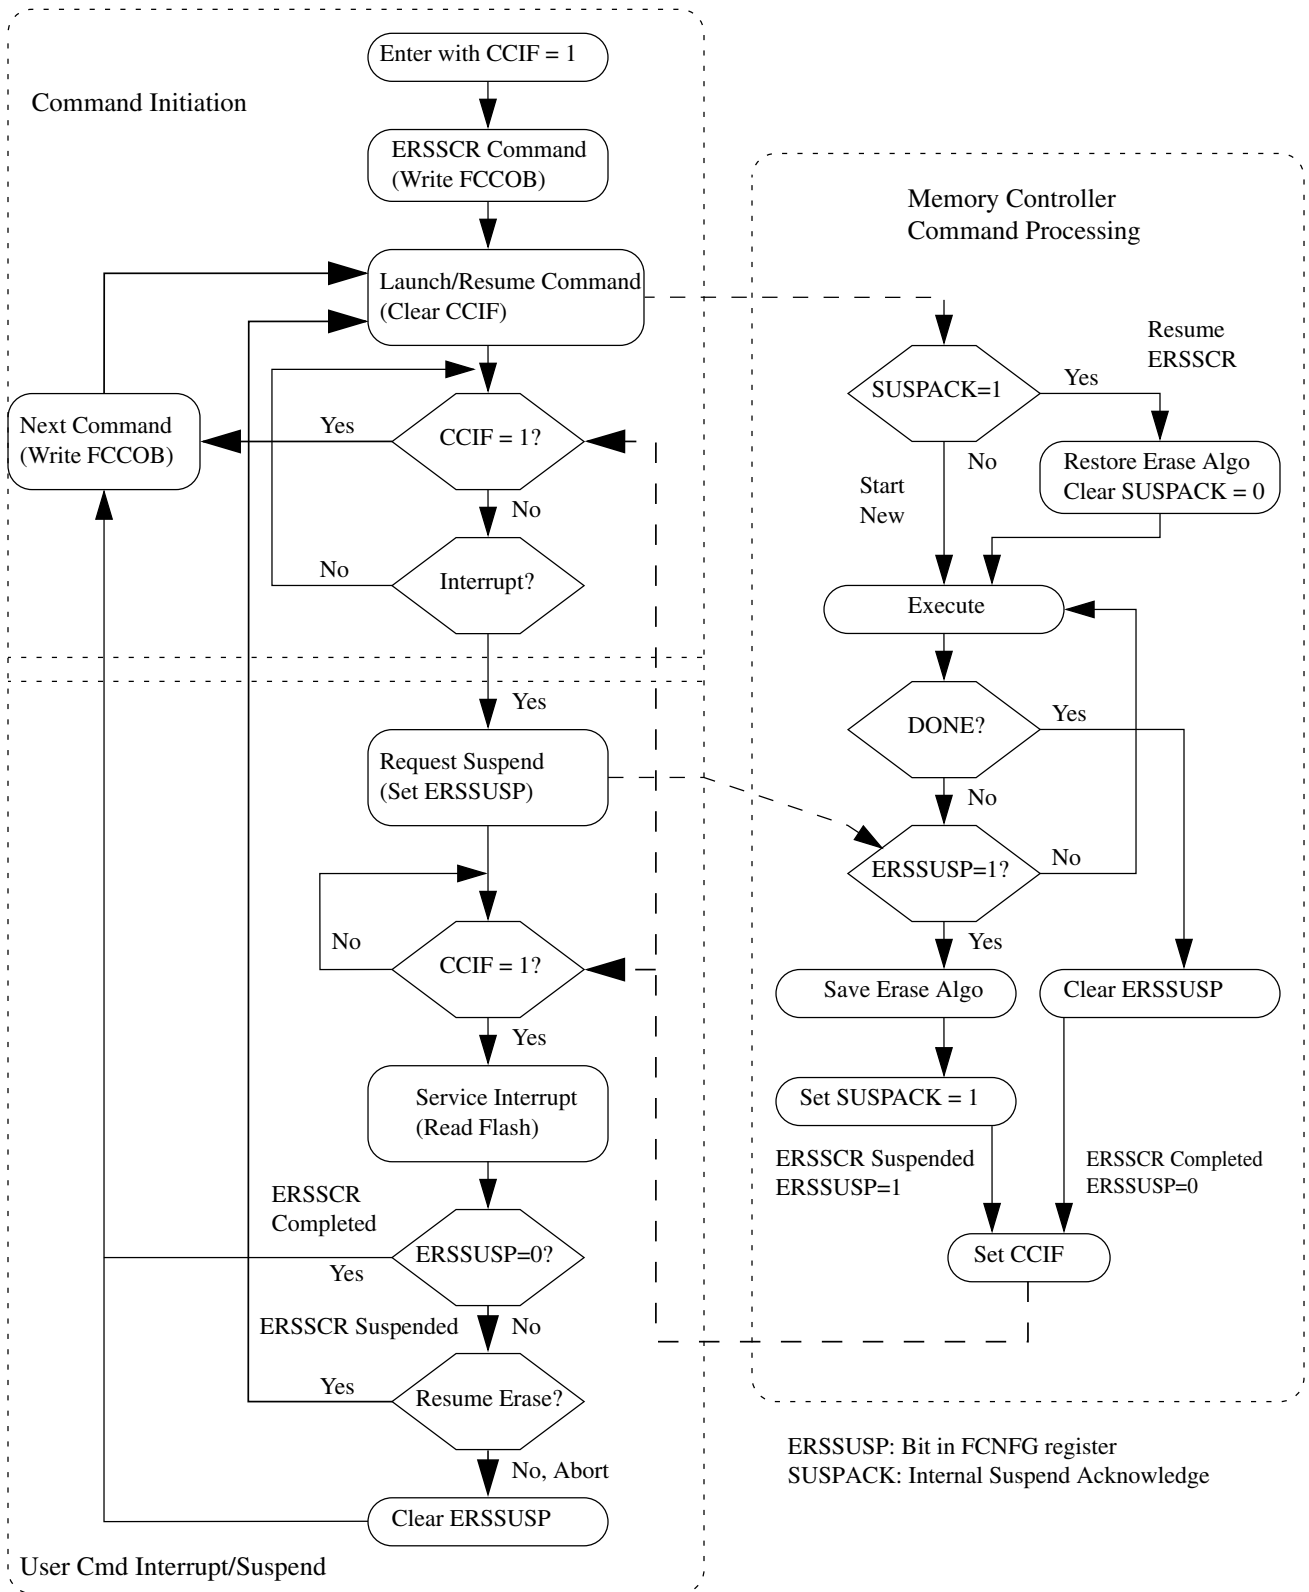 Enter with CCIF = 1
Command Initiation
ERSSCR Command
(Write FCCOB)
Launch/Resume Command
(Clear CCIF)
Next Command
(Write FCCOB)
Yes
CCIF = 1?
No
No
Interrupt?
Yes
Request Suspend
(Set ERSSUSP)
No
CCIF = 1?
Yes
Service Interrupt
(Read Flash)
ERSSCR
Completed
ERSSUSP=0?
Yes
ERSSCR Suspended
No
Yes
Resume Erase?
No, Abort
Clear ERSSUSP
User Cmd Interrupt/Suspend
Memory Controller
Command Processing
Resume
ERSSCR
SUSPACK=1
Yes
No
Restore Erase Algo
Clear SUSPACK = 0
Start
New
Execute
DONE?
Yes
No
ERSSUSP=1?
No
Yes
Save Erase Algo
Clear ERSSUSP
Set SUSPACK = 1
ERSSCR Suspended
ERSSUSP=1
ERSSCR Completed
ERSSUSP=0
Set CCIF
ERSSUSP: Bit in FCNFG register
SUSPACK: Internal Suspend Acknowledge